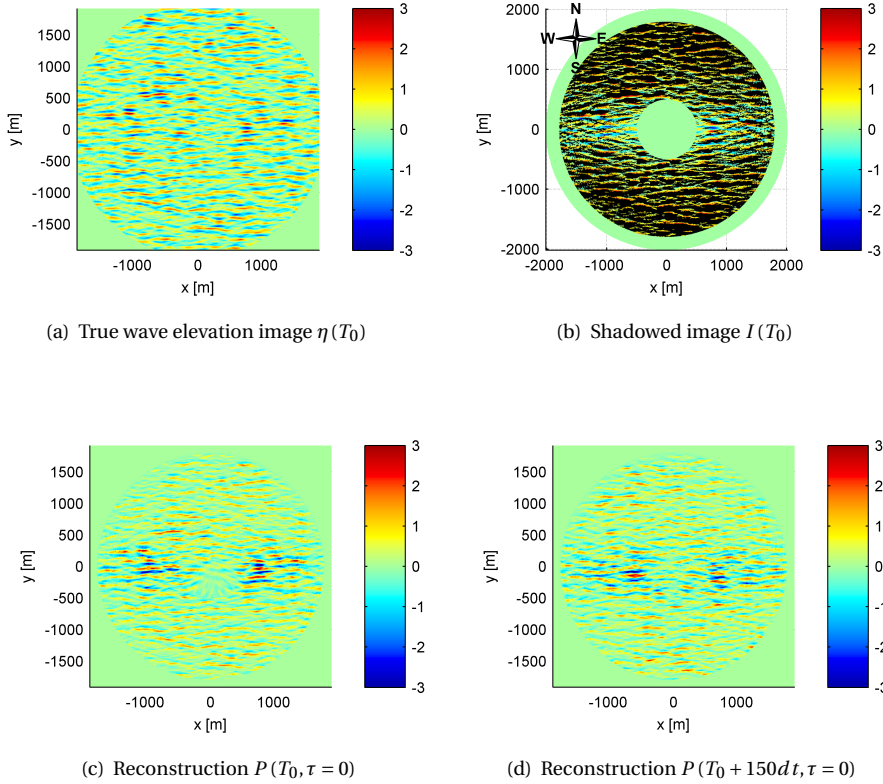 1500
1000
500
0
-500
-1000
-1500
y [m]
-1000 0 1000
x [m]
3
2
1
0
-1
-2
-3
(a) True wave elevation image η(T0)
2000
1000
0
-1000
-2000
y [m]
N
W E
S
-2000 -1000 0 1000 2000
x [m]
3
2
1
0
-1
-2
-3
(b) Shadowed image I(T0)
1500
1000
500
0
-500
-1000
-1500
y [m]
-1000 0 1000
x [m]
3
2
1
0
-1
-2
-3
(c) Reconstruction P(T0, τ = 0)
1500
1000
500
0
-500
-1000
-1500
y [m]
-1000 0 1000
x [m]
3
2
1
0
-1
-2
-3
(d) Reconstruction P(T0 + 150dt, τ = 0)